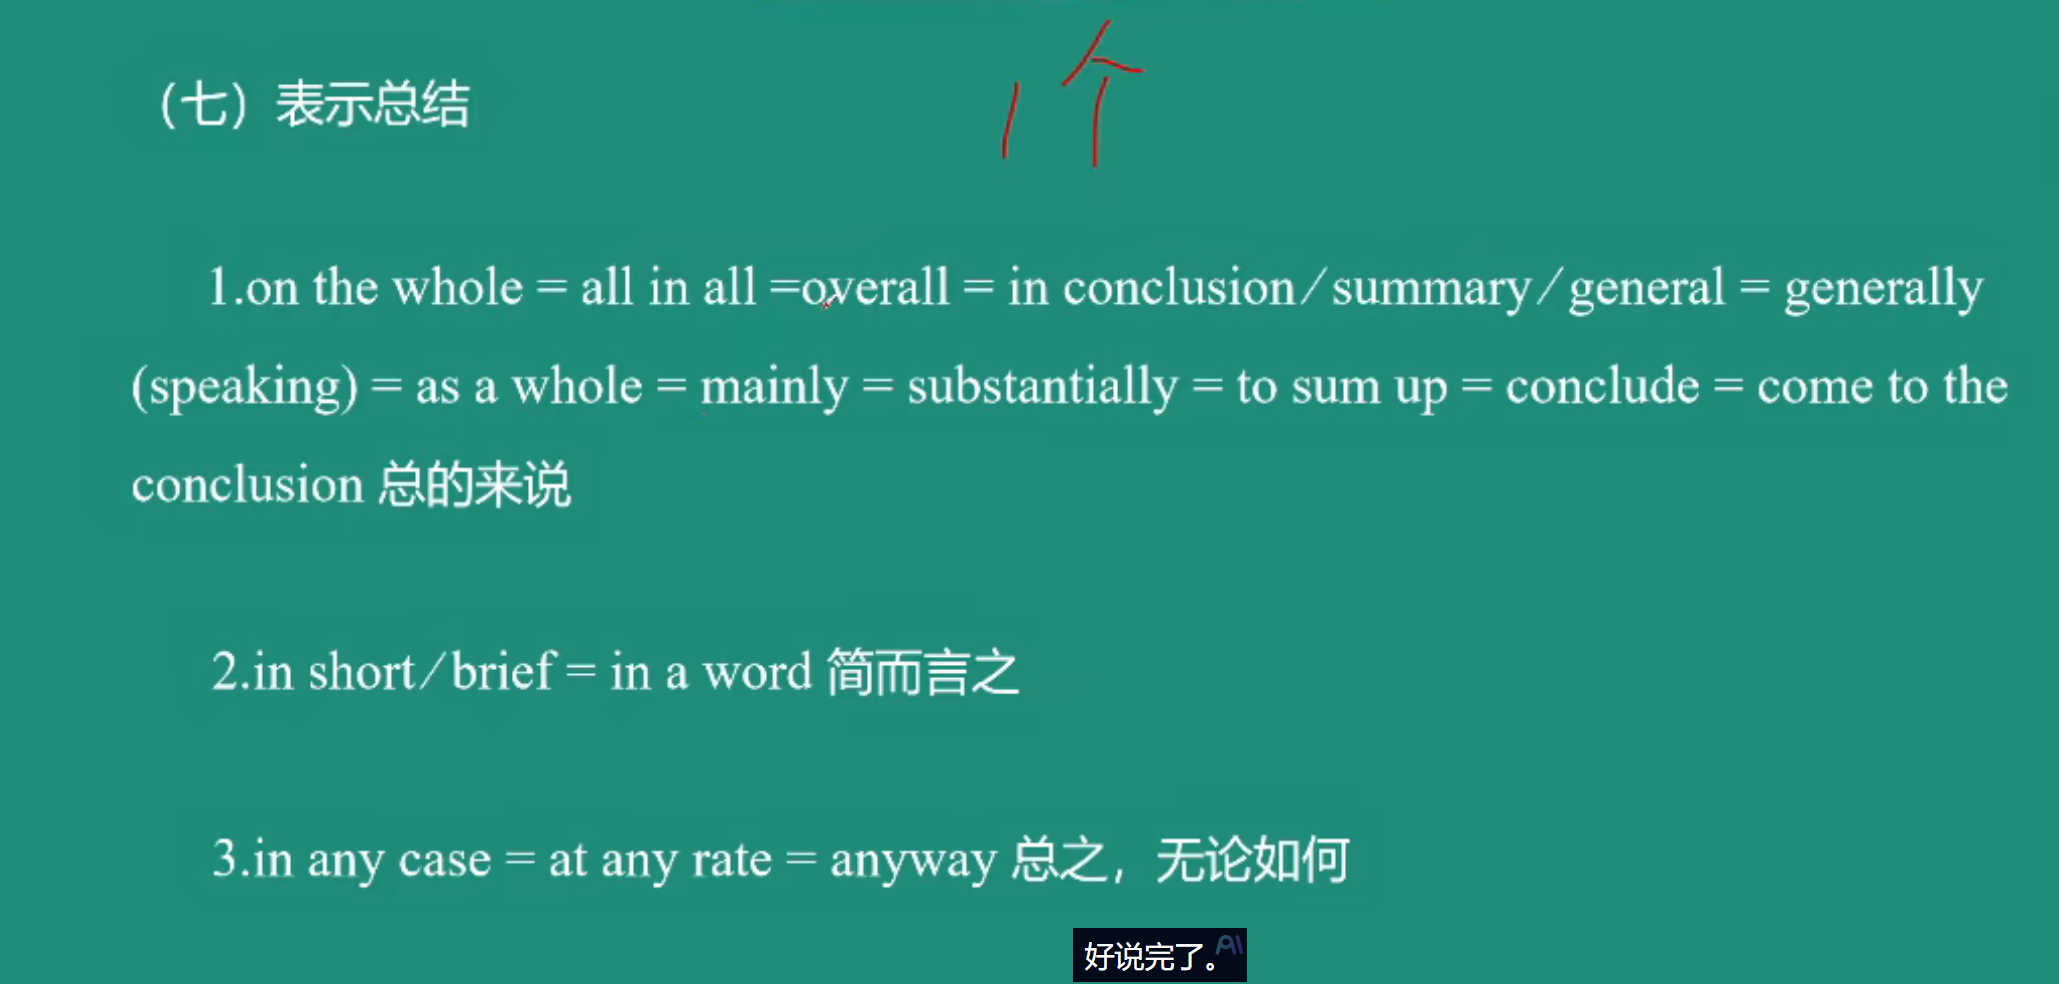 1个
（七）表示总结
1.on the whole = all in all =overall = in conclusion/summary/general = generally
(speaking) = as a whole = mainly = substantially = to sum up = conclude = come to the
conclusion 总的来说
2.in short/brief = in a word 简而言之
3.in any case = at any rate = anyway 总之，无论如何
好说完了。AI